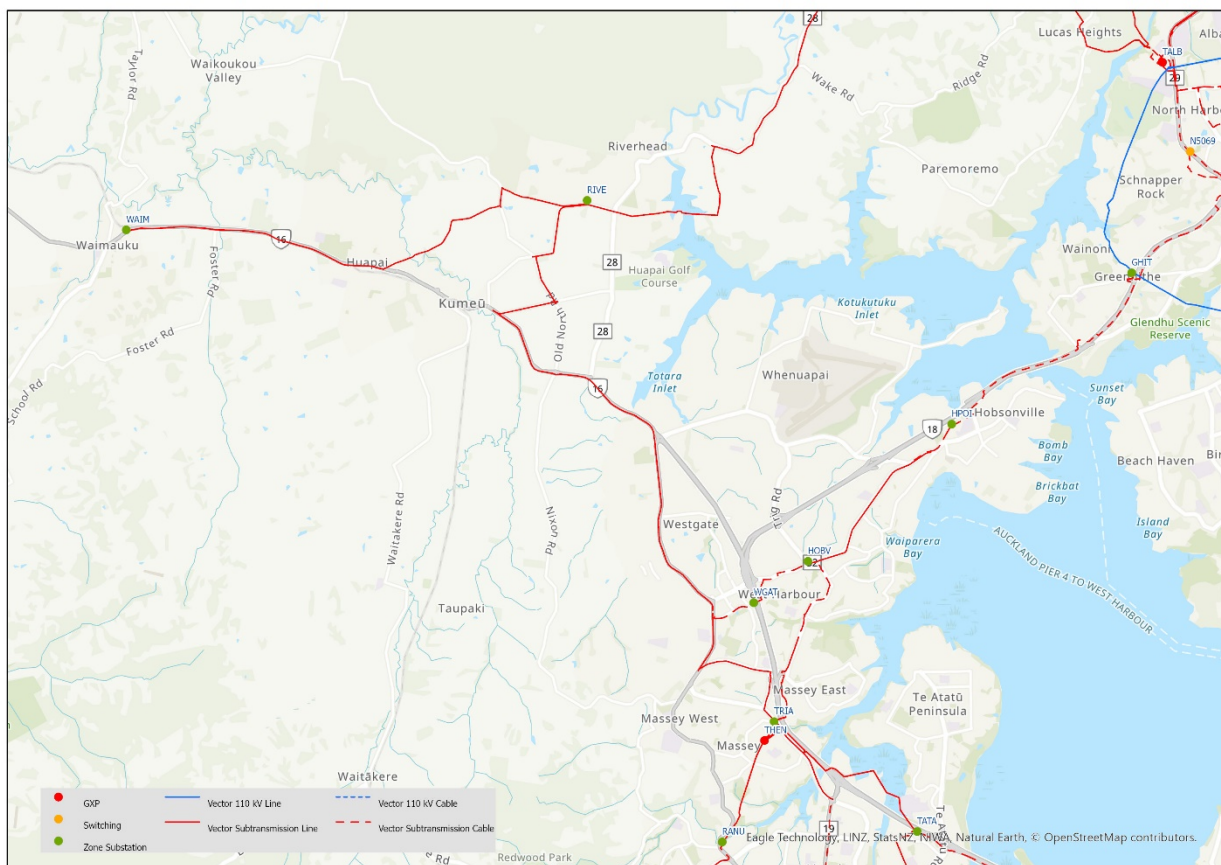 28
Lucas Heights
Alba
TALB
29
Taylor Rd
Waikoukou
Valley
Wake Rd
Ridge Rd
North Harbo
N5069
Riverhead
Paremoremo
Schnapper
Rock
RIVE
WAIM
Waimauku
16
Huapai
Foster Rd
28
Huapai Golf
Course
Wainoni
GHIT
Kumeū
Old North Rd
Kotukutuku
Inlet
Glendhu Scenic
Reserve
Foster Rd
28
School Rd
16
Totara
Inlet
Whenuapai
Sunset
Bay
HPOI
Hobsonville
18
Bomb
Bay
Beach Haven
Brickbat
Bay
Waitakere Rd
Nixon Rd
Trig Rd
Island
Bay
Westgate
Waiparera
Bay
HOBV
AUCKLAND PIER 4 TO WEST HARBOUR
WGAT
Taupaki
Massey East
Te Atatū
Peninsula
TRIA
THEN
Massey West
Massey
Waitākere
GXP
Vector 110 kV Line
Vector 110 kV Cable
Switching
Vector Subtransmission Line
Vector Subtransmission Cable
Zone Substation
19
TATA
RANU
Eagle Technology, LINZ, StatsNZ, NIWA, Natural Earth, © OpenStreetMap contributors.
Redwood Park